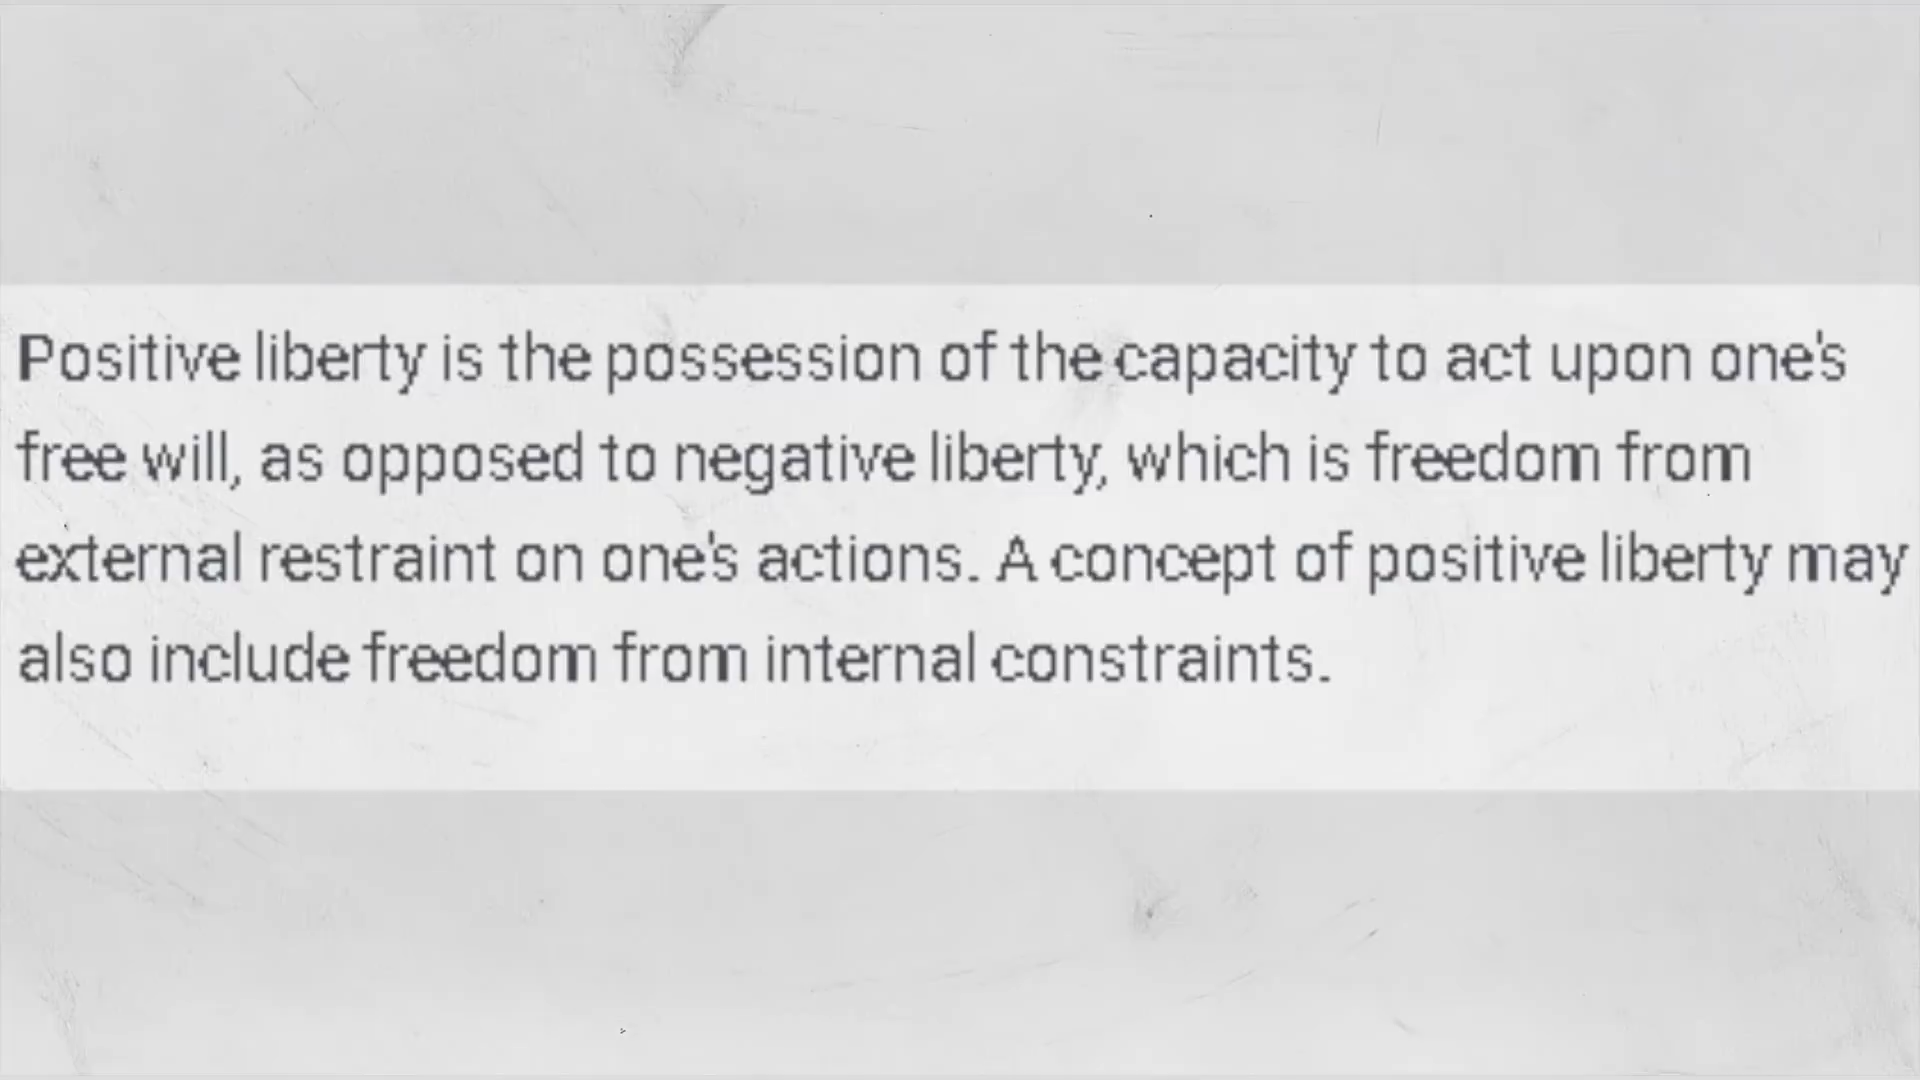 Positive liberty is the possession of the capacity to act upon one's
free will, as opposed to negative liberty, which is freedom from
external restraint on one's actions. A concept of positive liberty may
also include freedom from internal constraints.